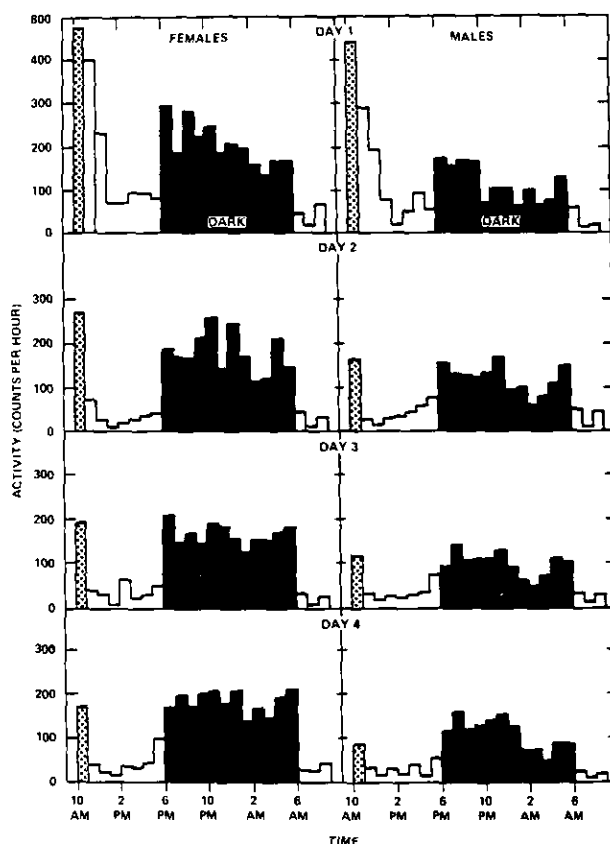 DAY 1
FEMALES
MALES
600
400
300
200
100
0
DARK
DARK
DAY 2
300
200
100
0
DAY 3
300
200
100
0
DAY 4
300
200
100
0
ACTIVITY (COUNTS PER HOUR)
10 2 6 10 2 6 10 2 6 10 2 6
AM PM PM PM AM AM AM PM PM PM AM AM
TIME